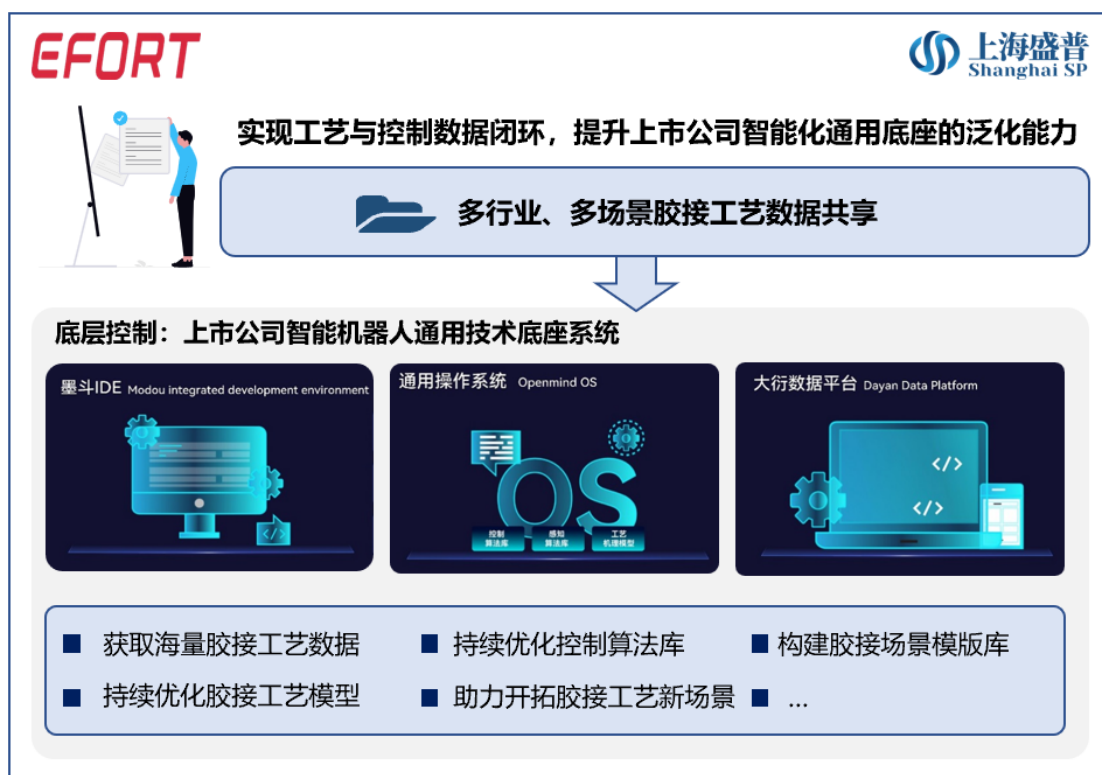 EFORT
上海盛普
Shanghai SP
实现工艺与控制数据闭环，提升上市公司智能化通用底座的泛化能力
多行业、多场景胶接工艺数据共享
底层控制：上市公司智能机器人通用技术底座系统
墨斗IDE Modou integrated development environment
通用操作系统 Openmind OS
OS
控制
算法库
感知
算法库
工艺
机理模型
大衍数据平台 Dayan Data Platform
</>
</>
</>
■ 获取海量胶接工艺数据
■ 持续优化控制算法库
■ 构建胶接场景模版库
■ 持续优化胶接工艺模型
■ 助力开拓胶接工艺新场景
■ ...